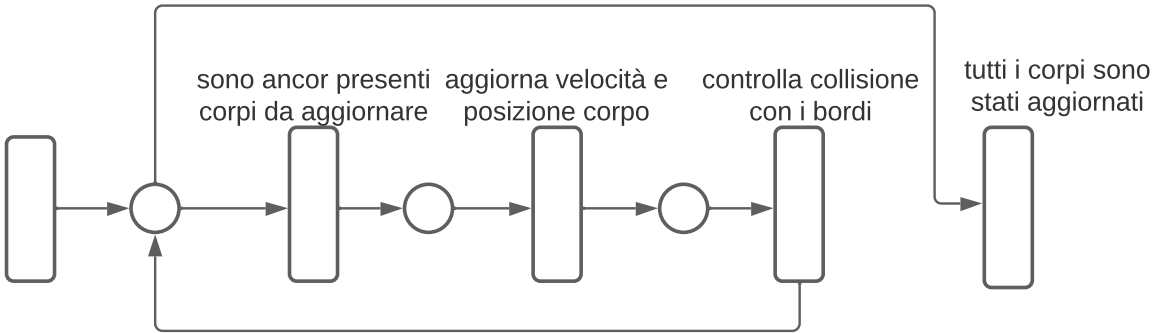 sono ancor presenti
corpi da aggiornare
aggiorna velocità e
posizione corpo
controlla collisione
con i bordi
tutti i corpi sono
stati aggiornati